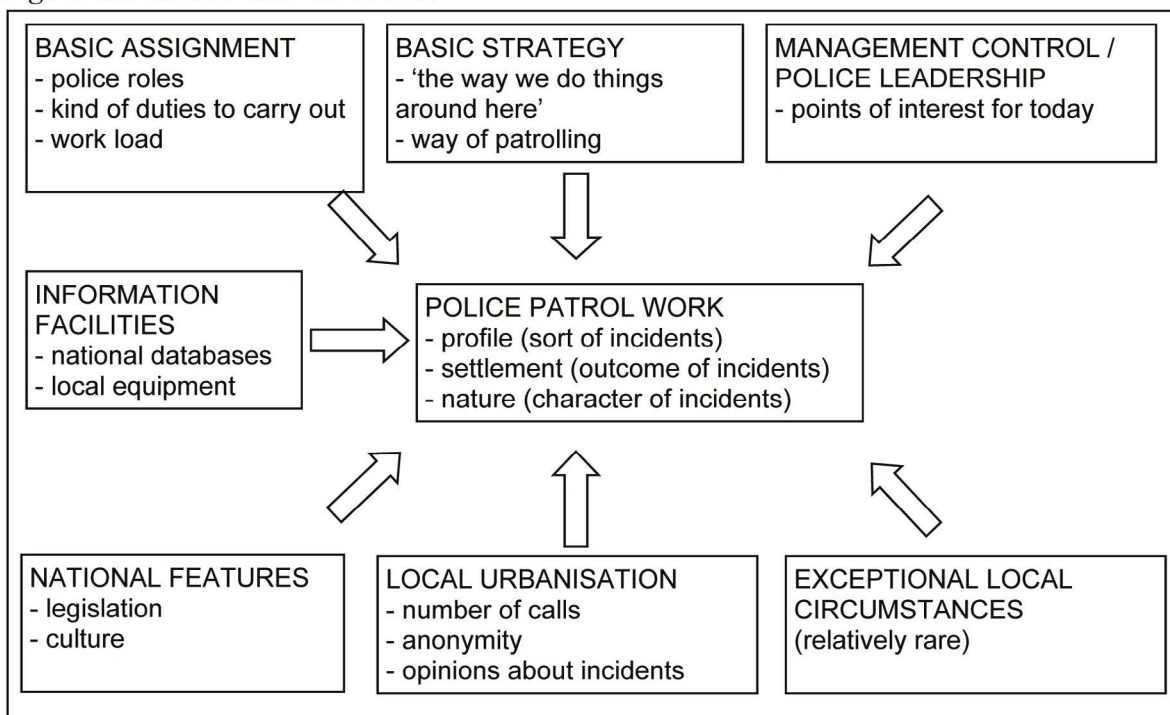 BASIC ASSIGNMENT
- police roles
- kind of duties to carry out
- work load
BASIC STRATEGY
- ‘the way we do things
around here’
- way of patrolling
MANAGEMENT CONTROL /
POLICE LEADERSHIP
- points of interest for today
INFORMATION
FACILITIES
- national databases
- local equipment
POLICE PATROL WORK
- profile (sort of incidents)
- settlement (outcome of incidents)
- nature (character of incidents)
NATIONAL FEATURES
- legislation
- culture
LOCAL URBANISATION
- number of calls
- anonymity
- opinions about incidents
EXCEPTIONAL LOCAL
CIRCUMSTANCES
(relatively rare)